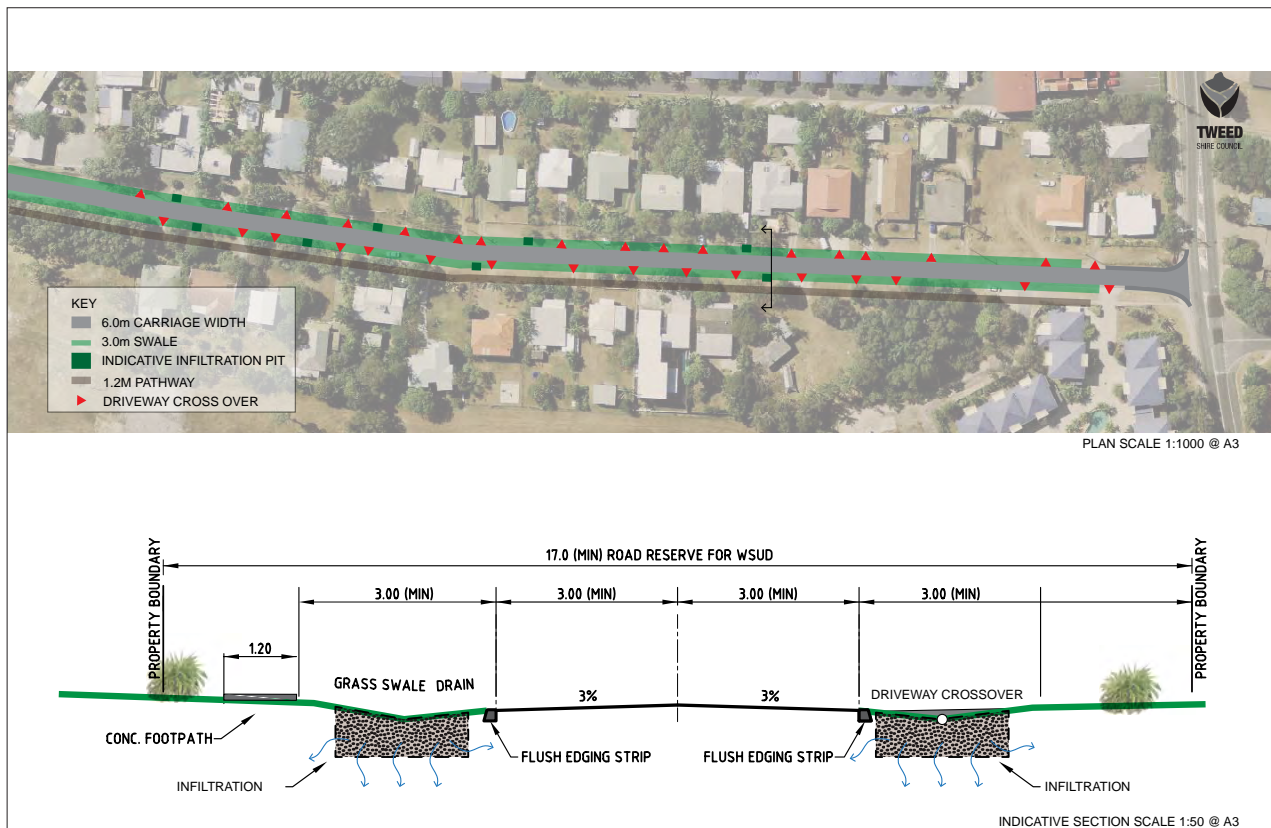 TWEED
SHIRE COUNCIL
KEY
6.0m CARRIAGE WIDTH
3.0m SWALE
INDICATIVE INFILTRATION PIT
1.2M PATHWAY
DRIVEWAY CROSS OVER
PLAN SCALE 1:1000 @ A3
PROPERTY BOUNDARY
17.0 (MIN) ROAD RESERVE FOR WSUD
PROPERTY BOUNDARY
3.00 (MIN)
3.00 (MIN)
3.00 (MIN)
3.00 (MIN)
1.20
GRASS SWALE DRAIN
3%
3%
DRIVEWAY CROSSOVER
CONC. FOOTPATH
FLUSH EDGING STRIP
FLUSH EDGING STRIP
INFILTRATION
INFILTRATION
INDICATIVE SECTION SCALE 1:50 @ A3